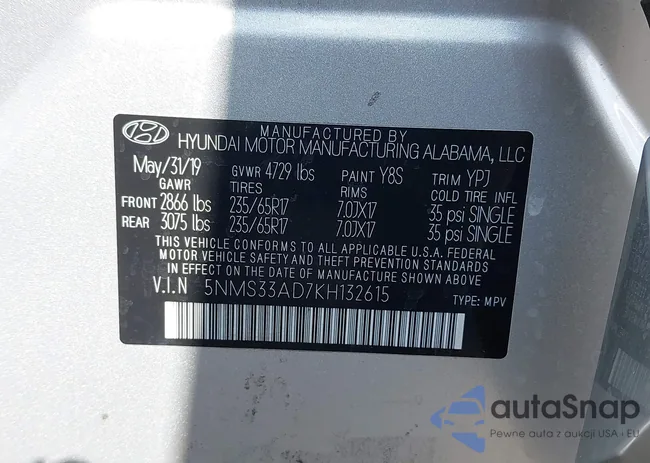 MANUFACTURED BY
HYUNDAI MOTOR MANUFACTURING ALABAMA, LLC
May/31/19 GVWR 4729 lbs PAINT Y8S TRIM YPJ
GAWR TIRES RIMS COLD TIRE INFL
FRONT 2866 lbs 235/65R17 7.0JX17 35 psi SINGLE
REAR 3075 lbs 235/65R17 7.0JX17 35 psi SINGLE
THIS VEHICLE CONFORMS TO ALL APPLICABLE U.S.A. FEDERAL
MOTOR VEHICLE SAFETY AND THEFT PREVENTION STANDARDS
IN EFFECT ON THE DATE OF MANUFACTURE SHOWN ABOVE.
V.I.N 5NMS33AD7KH132615 TYPE: MPV
autaSnap
Pewne auta z aukcji USA i EU